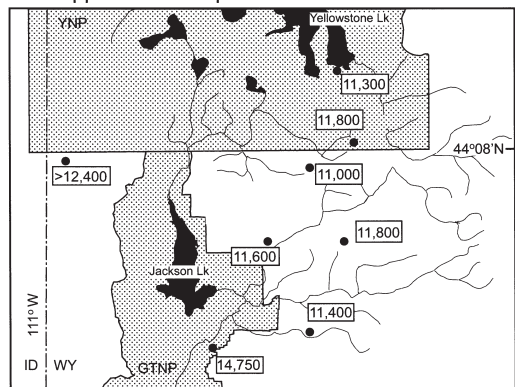 YNP
Yellowstone Lk
11,300
11,800
44°08'N
>12,400
11,000
11,600
11,800
Jackson Lk
111° W
11,400
ID
WY
GTNP
14,750